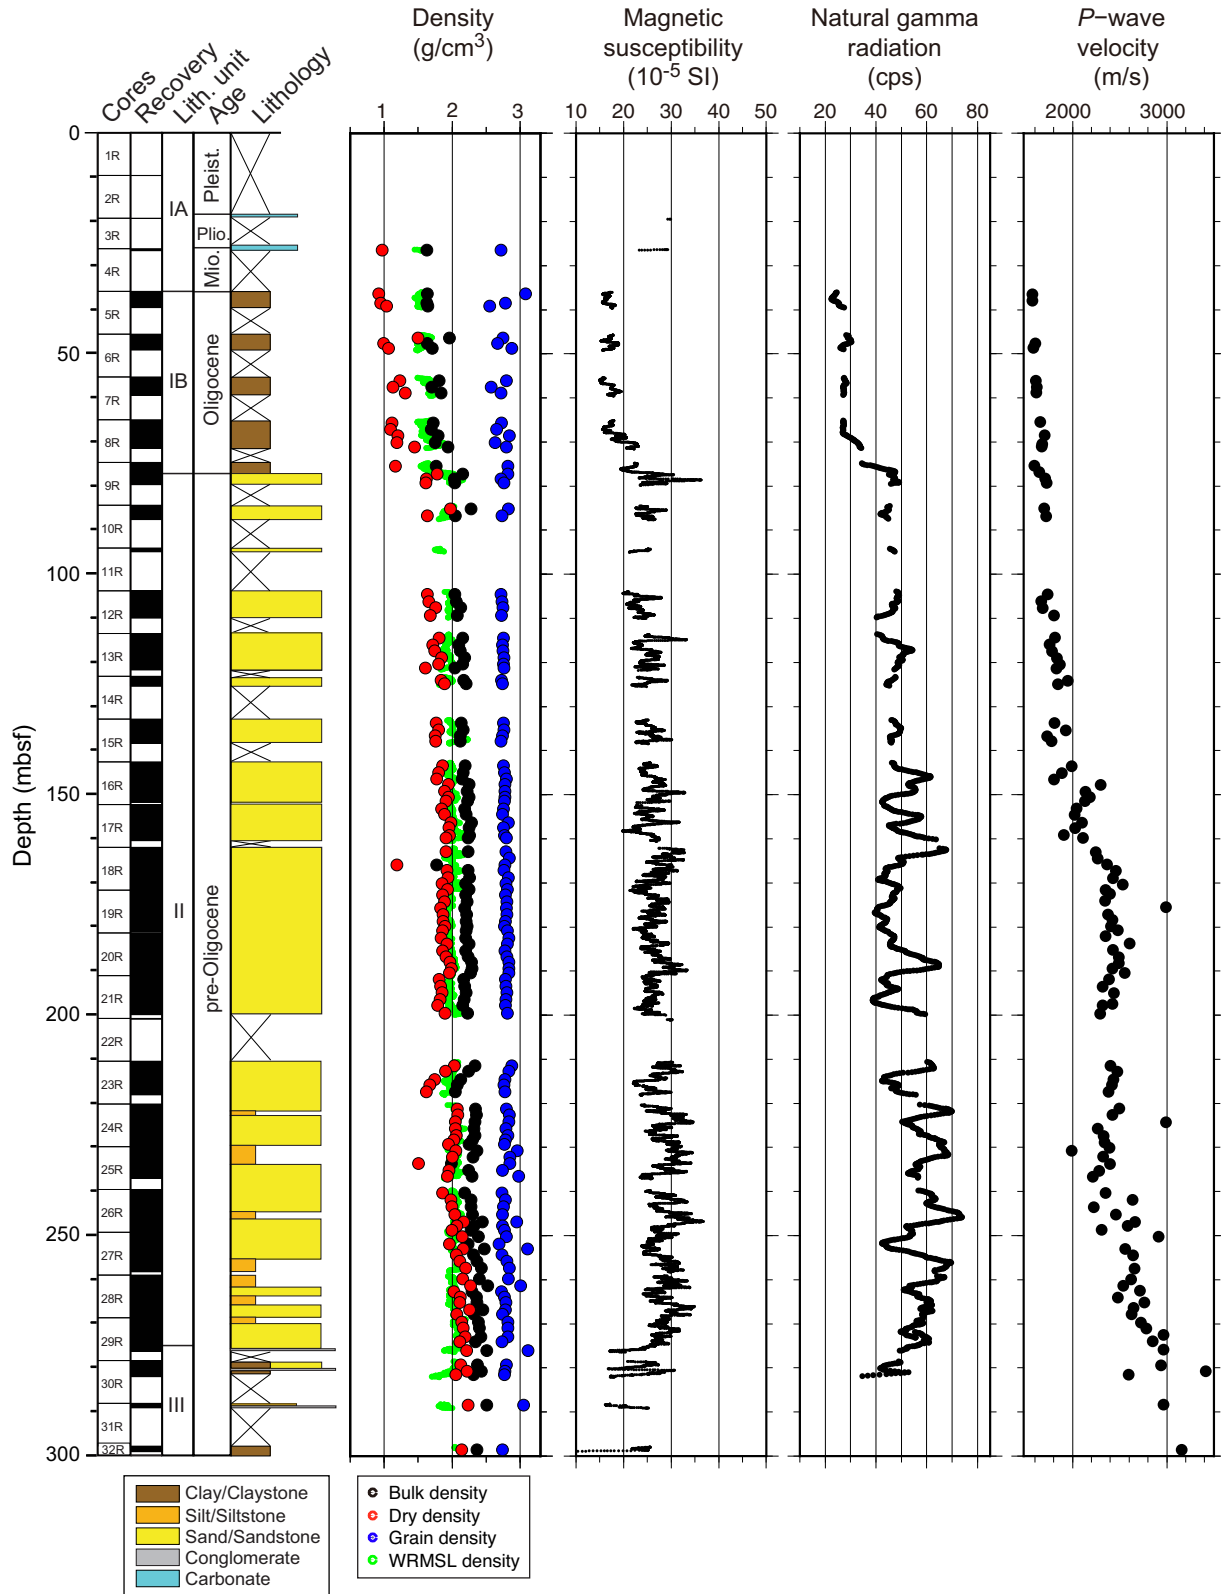 Density
(g/cm³)
Magnetic
susceptibility
(10⁻⁵ SI)
Natural gamma
radiation
(cps)
P−wave
velocity
(m/s)
Cores
Recovery
Lith. unit
Age
Lithology
1 2 3
10 20 30 40 50
20 40 60 80
2000 3000
Depth (mbsf)
0
50
100
150
200
250
300
1R
2R
3R
4R
5R
6R
7R
8R
9R
10R
11R
12R
13R
14R
15R
16R
17R
18R
19R
20R
21R
22R
23R
24R
25R
26R
27R
28R
29R
30R
31R
32R
IA
IB
II
III
Pleist.
Plio.
Mio.
Oligocene
pre-Oligocene
Clay/Claystone
Silt/Siltstone
Sand/Sandstone
Conglomerate
Carbonate
Bulk density
Dry density
Grain density
WRMSL density